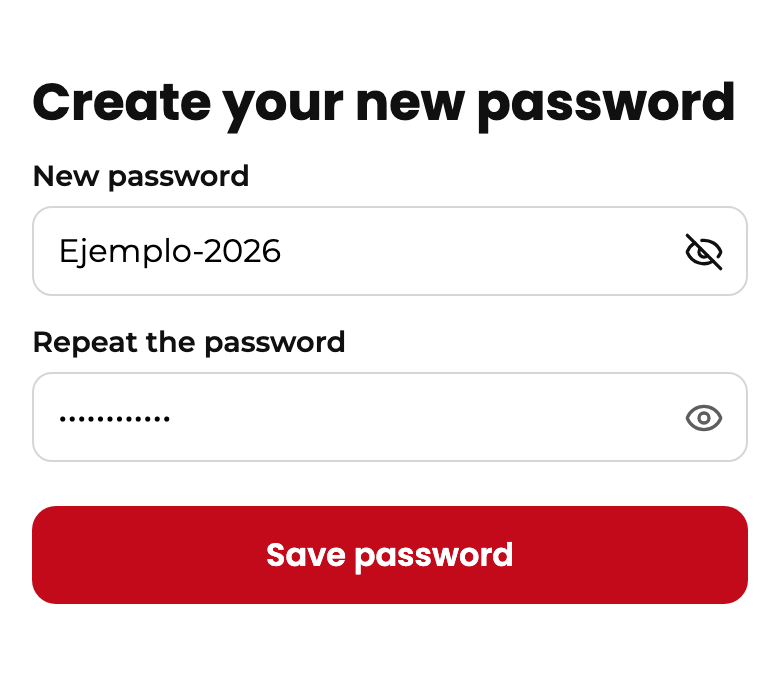 Create your new password
New password
Ejemplo-2026
Repeat the password
••••••••••••
Save password